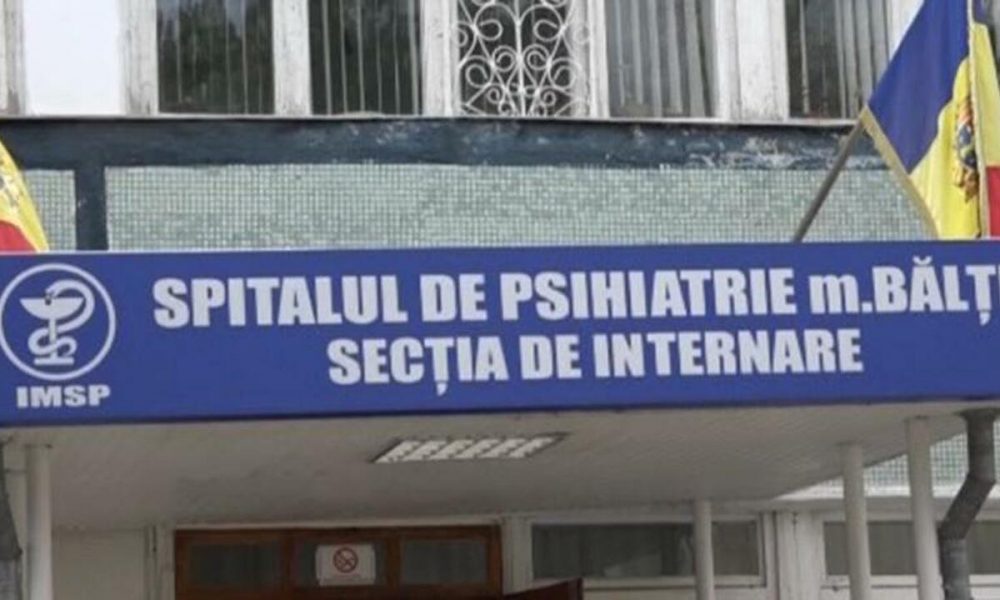 SPITALUL DE PSIHIATRIE m.BĂLȚ
SECȚIA DE INTERNARE
IMSP